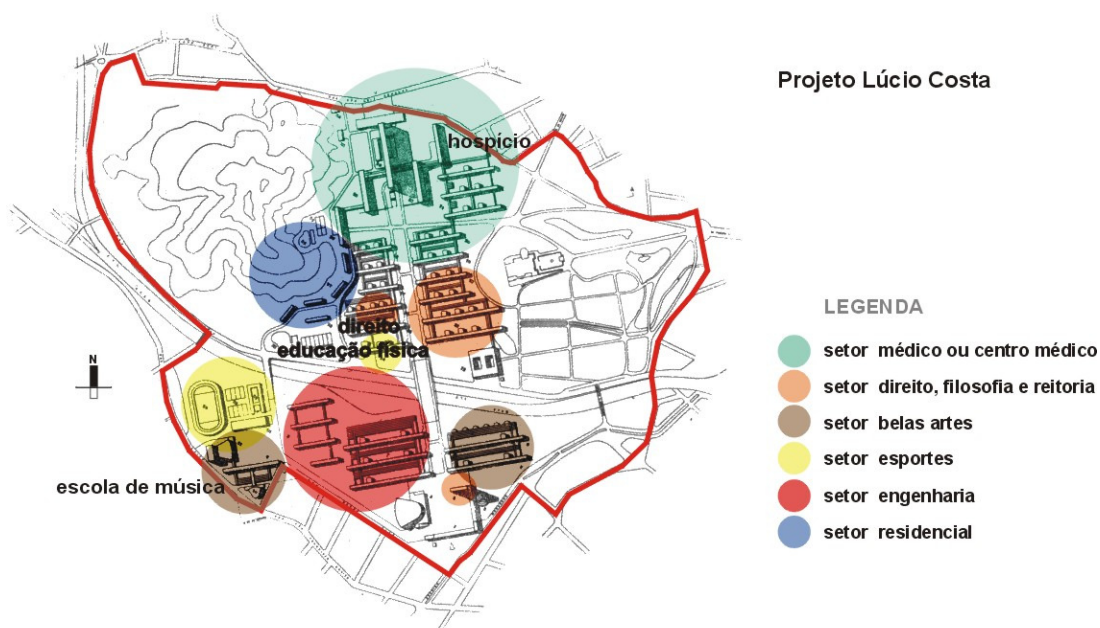 Projeto Lúcio Costa
hospício
direito
educação física
N
escola de música
LEGENDA
setor médico ou centro médico
setor direito, filosofia e reitoria
setor belas artes
setor esportes
setor engenharia
setor residencial